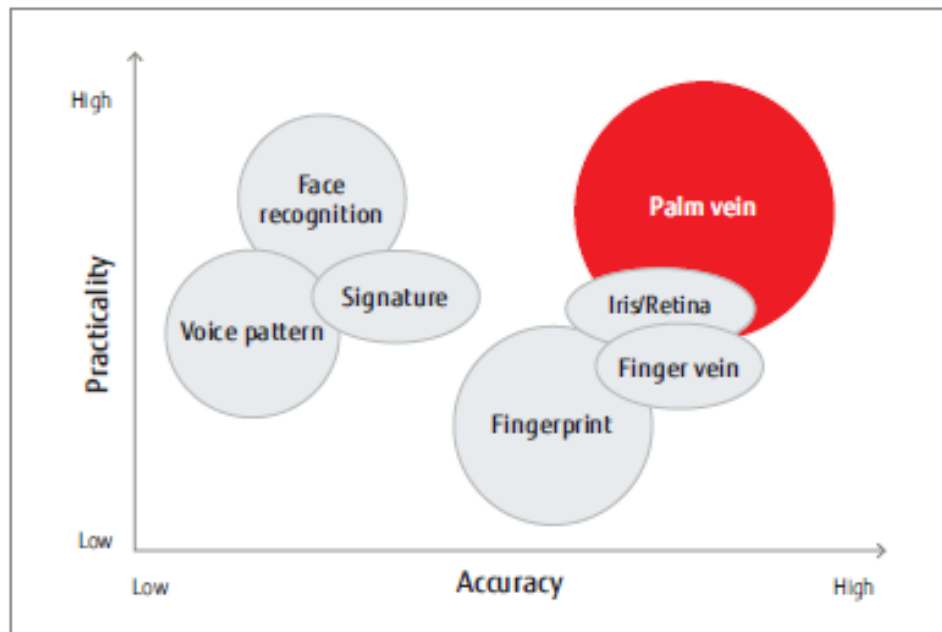 High
Face
recognition
Palm vein
Practicality
Signature
Iris/Retina
Voice pattern
Finger vein
Fingerprint
Low
Low
Accuracy
High